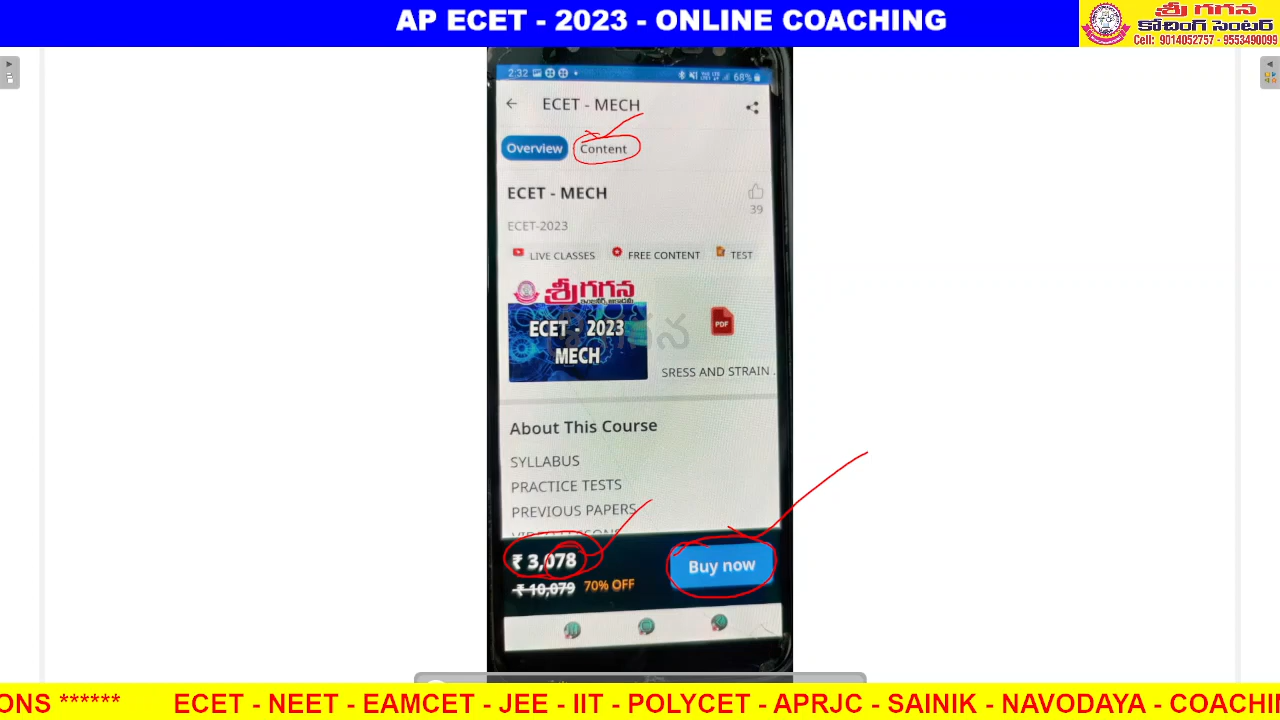 AP ECET - 2023 - ONLINE COACHING
శ్రీ గగన
కోచింగ్ సెంటర్
Cell: 9014052757 - 9553490099
2:32
68%
ECET - MECH
Overview
Content
ECET - MECH
39
ECET-2023
LIVE CLASSES
FREE CONTENT
TEST
శ్రీగగన
ECET - 2023
MECH
PDF
SRESS AND STRAIN .
About This Course
SYLLABUS
PRACTICE TESTS
PREVIOUS PAPERS
VIDEO LESSONS
₹ 3,078
₹ 10,079 70% OFF
Buy now
ONS ****** ECET - NEET - EAMCET - JEE - IIT - POLYCET - APRJC - SAINIK - NAVODAYA - COACHI